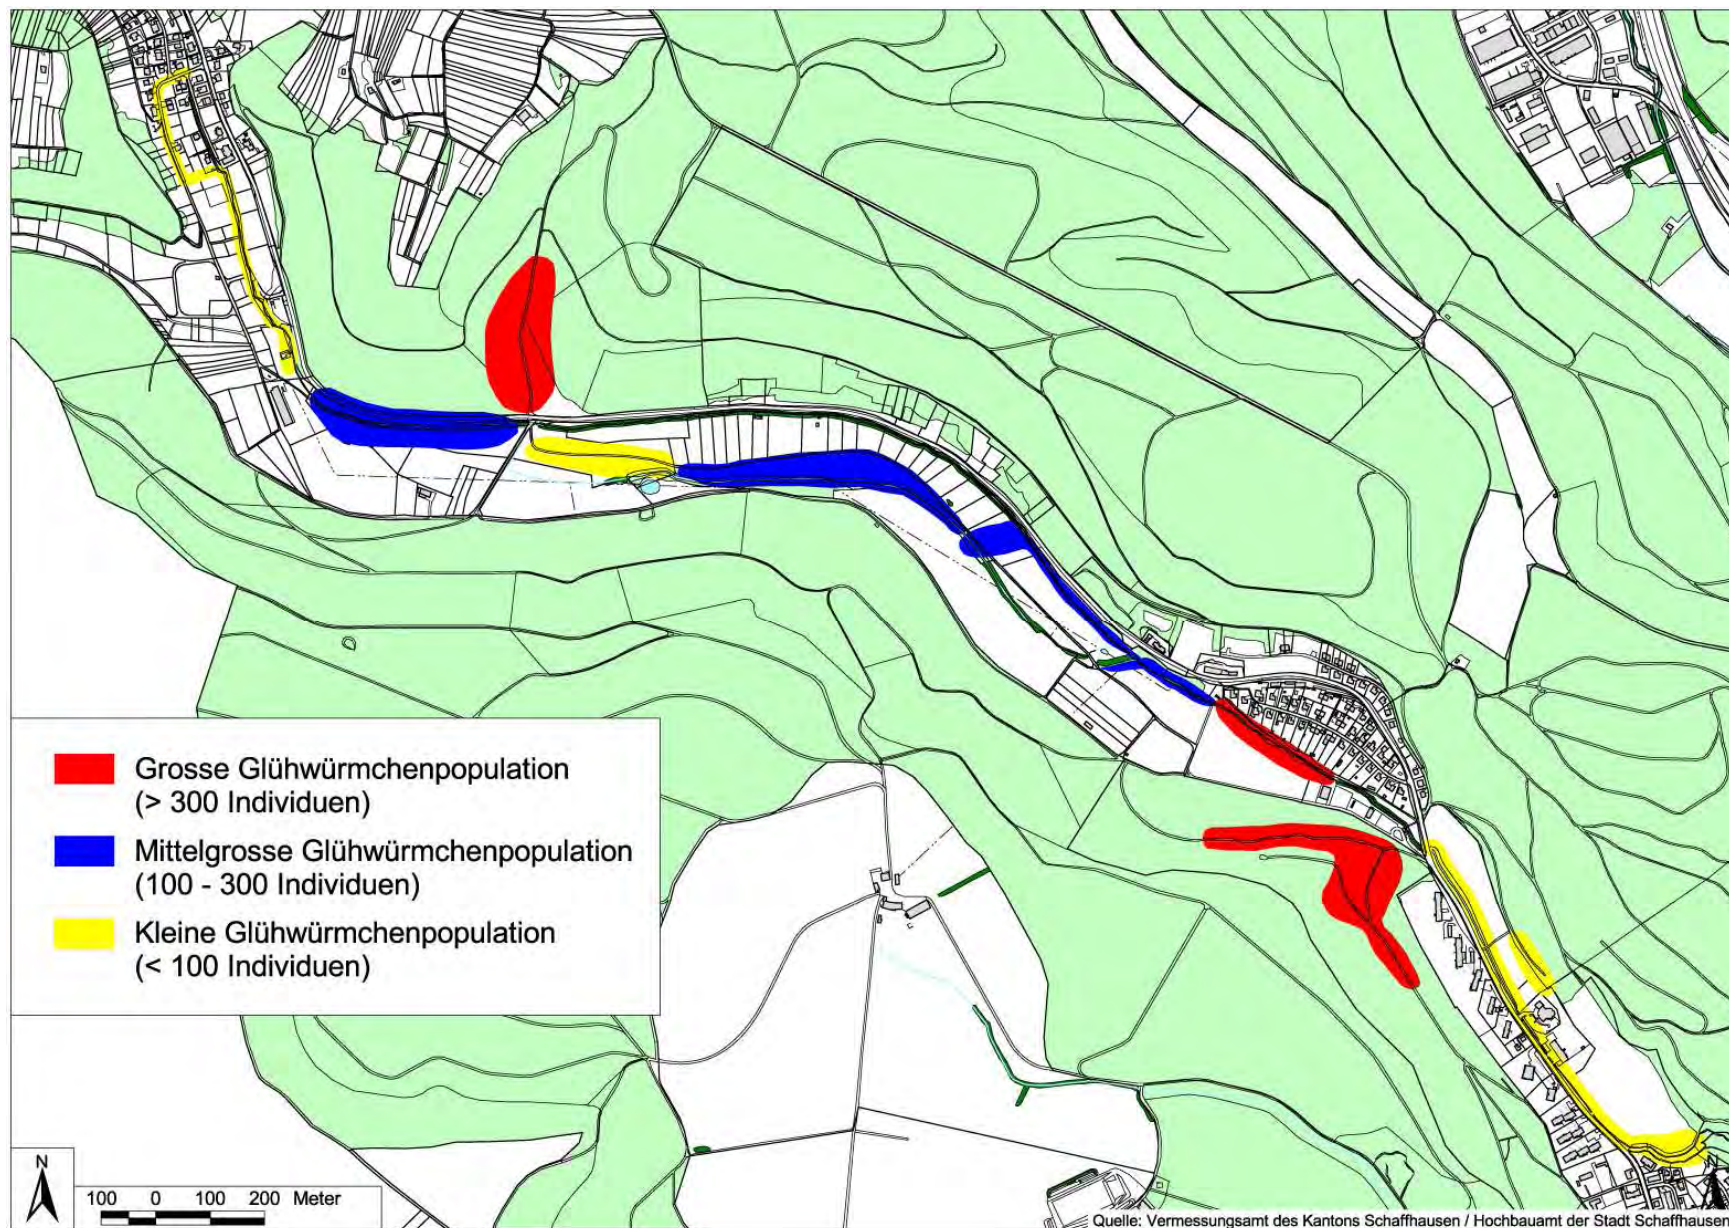 Grosse Glühwürmchenpopulation
(> 300 Individuen)
Mittelgrosse Glühwürmchenpopulation
(100 - 300 Individuen)
Kleine Glühwürmchenpopulation
(< 100 Individuen)
N
100 0 100 200 Meter
N
Quelle: Vermessungsamt des Kantons Schaffhausen / Hochbauamt der Stadt Schaffhausen